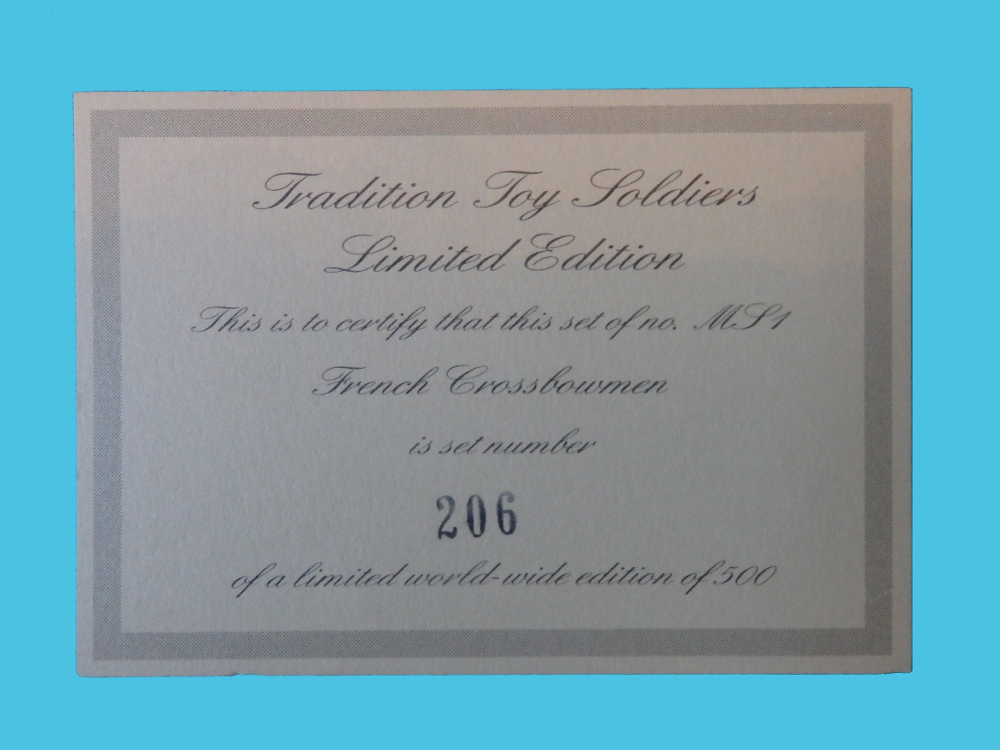 Tradition Toy Soldiers
Limited Edition
This is to certify that this set of no. MS1
French Crossbowmen
is set number
206
of a limited world-wide edition of 500